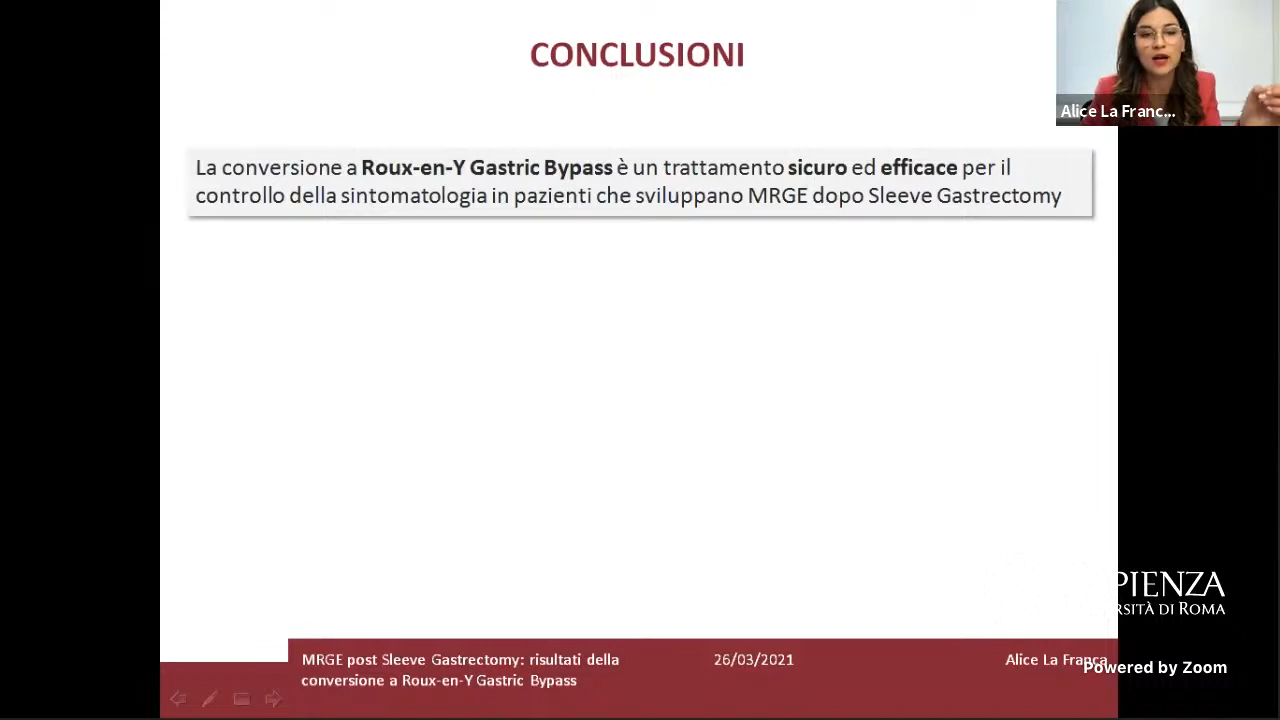 CONCLUSIONI
Alice La Franc...
La conversione a Roux-en-Y Gastric Bypass è un trattamento sicuro ed efficace per il
controllo della sintomatologia in pazienti che sviluppano MRGE dopo Sleeve Gastrectomy
PIENZA
RSITÀ DI ROMA
MRGE post Sleeve Gastrectomy: risultati della
conversione a Roux-en-Y Gastric Bypass
26/03/2021
Alice La Franca
Powered by Zoom